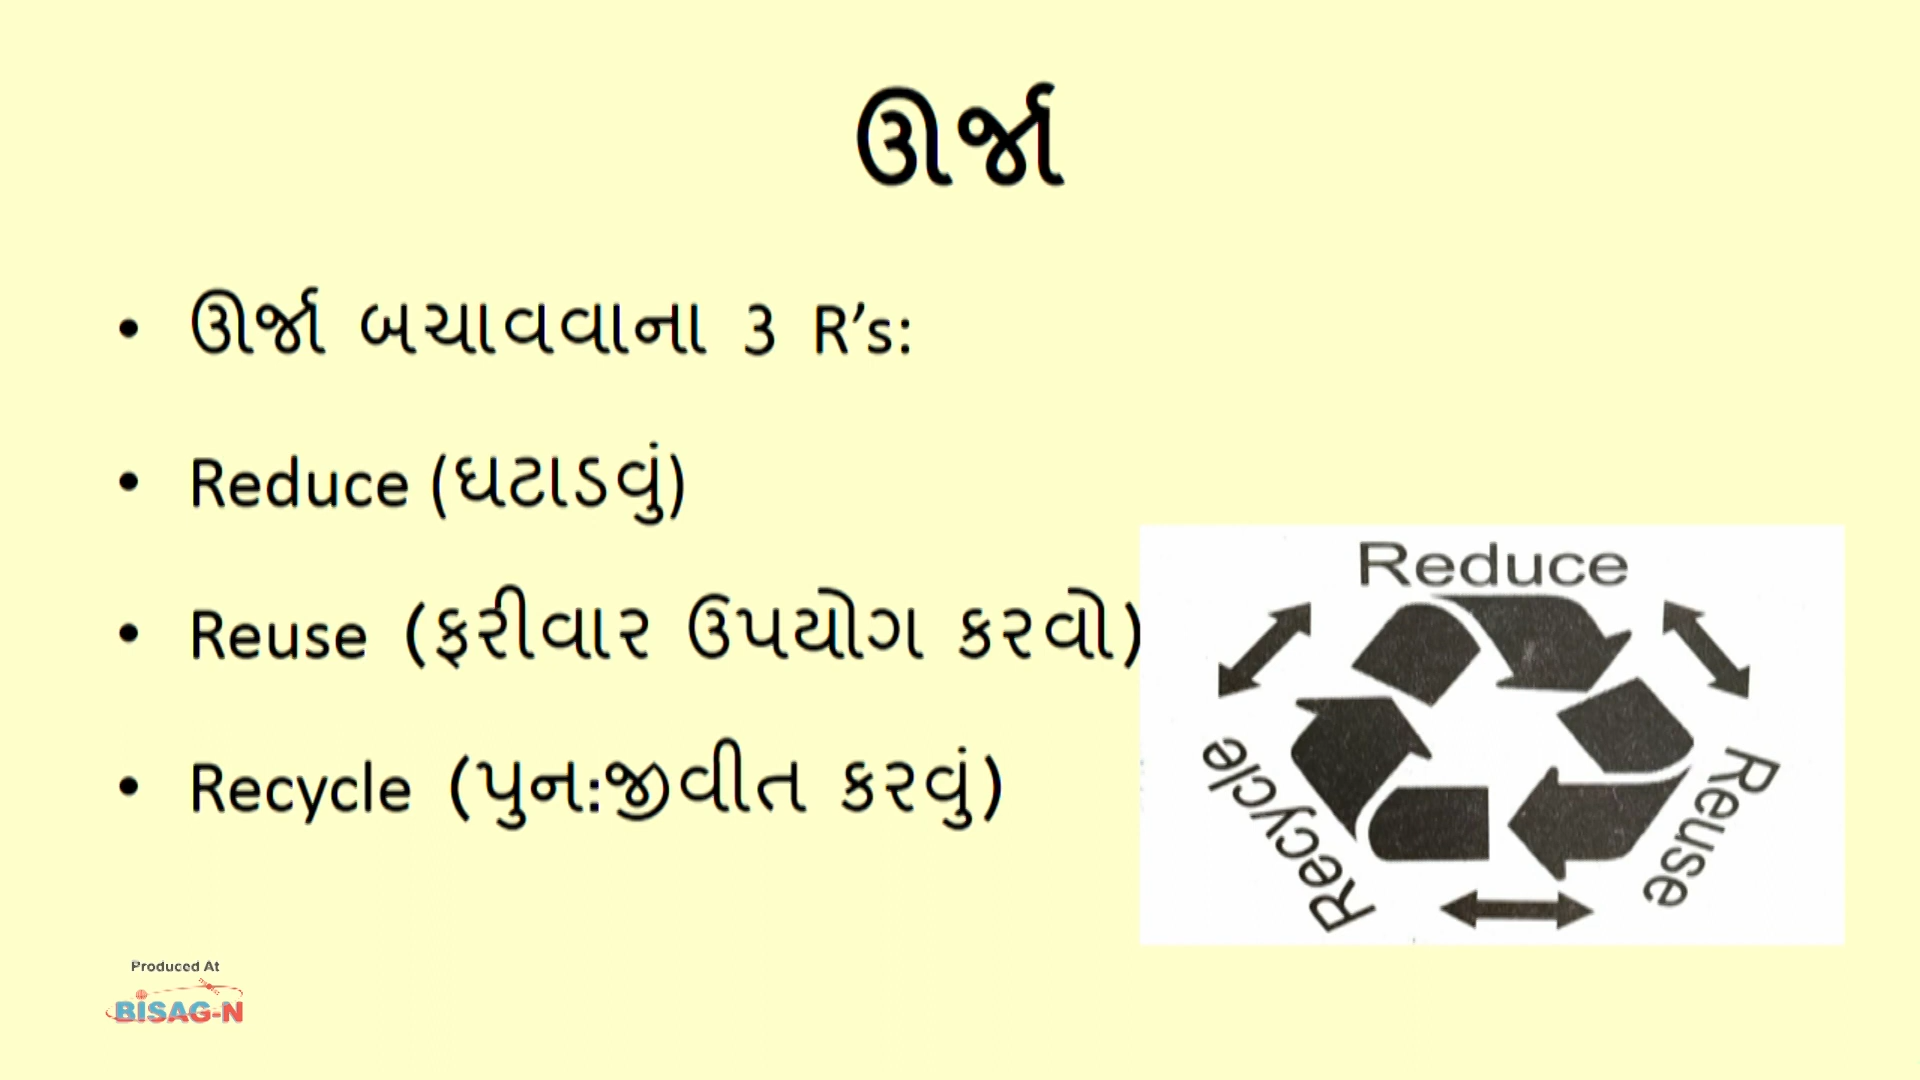 ઊર્જા
• ઊર્જા બચાવવાના 3 R’s:
• Reduce (ઘટાડવું)
• Reuse (ફરીવાર ઉપયોગ કરવો)
• Recycle (પુન:જીવીત કરવું)
Reduce
Recycle
Reuse
Produced At
BISAG-N